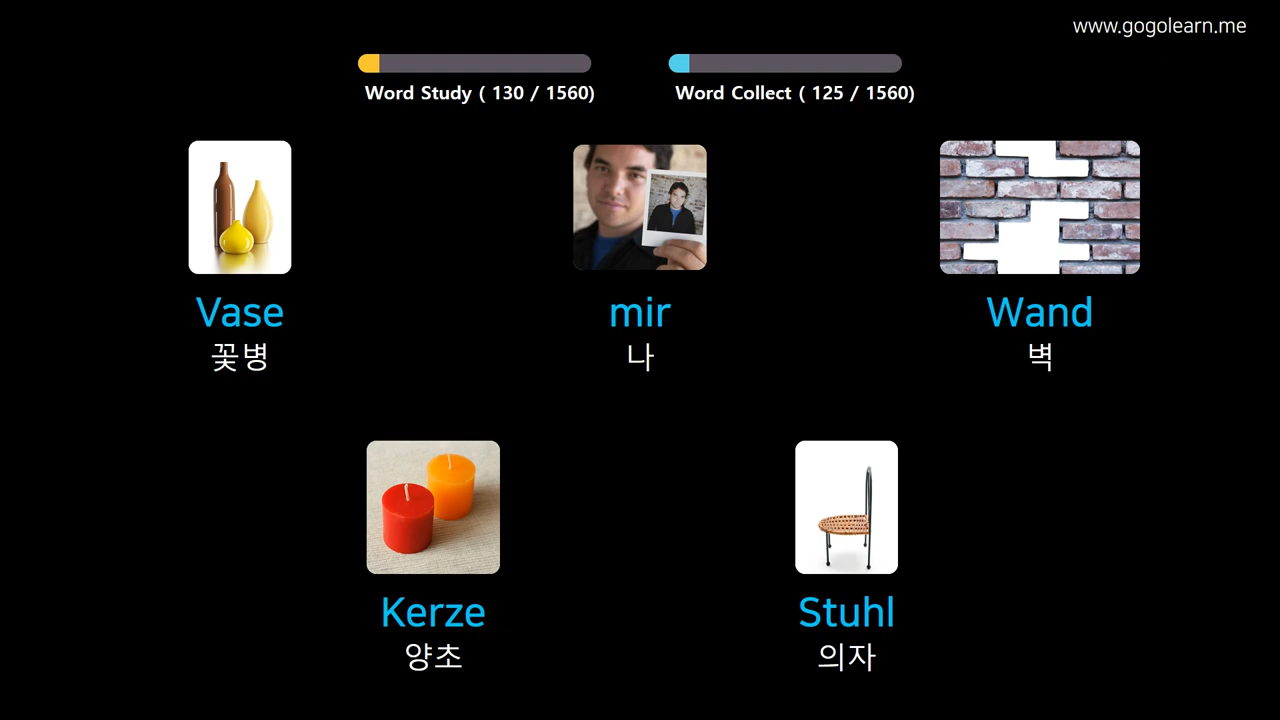 www.gogolearn.me
Word Study ( 130 / 1560)
Word Collect ( 125 / 1560)
Vase
꽃병
mir
나
Wand
벽
Kerze
양초
Stuhl
의자